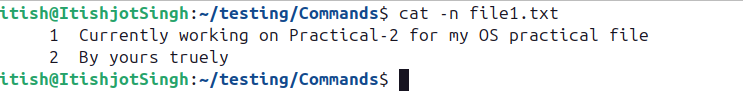 itish@ItishjotSingh:~/testing/Commands$ cat -n file1.txt
1 Currently working on Practical-2 for my OS practical file
2 By yours truely
itish@ItishjotSingh:~/testing/Commands$